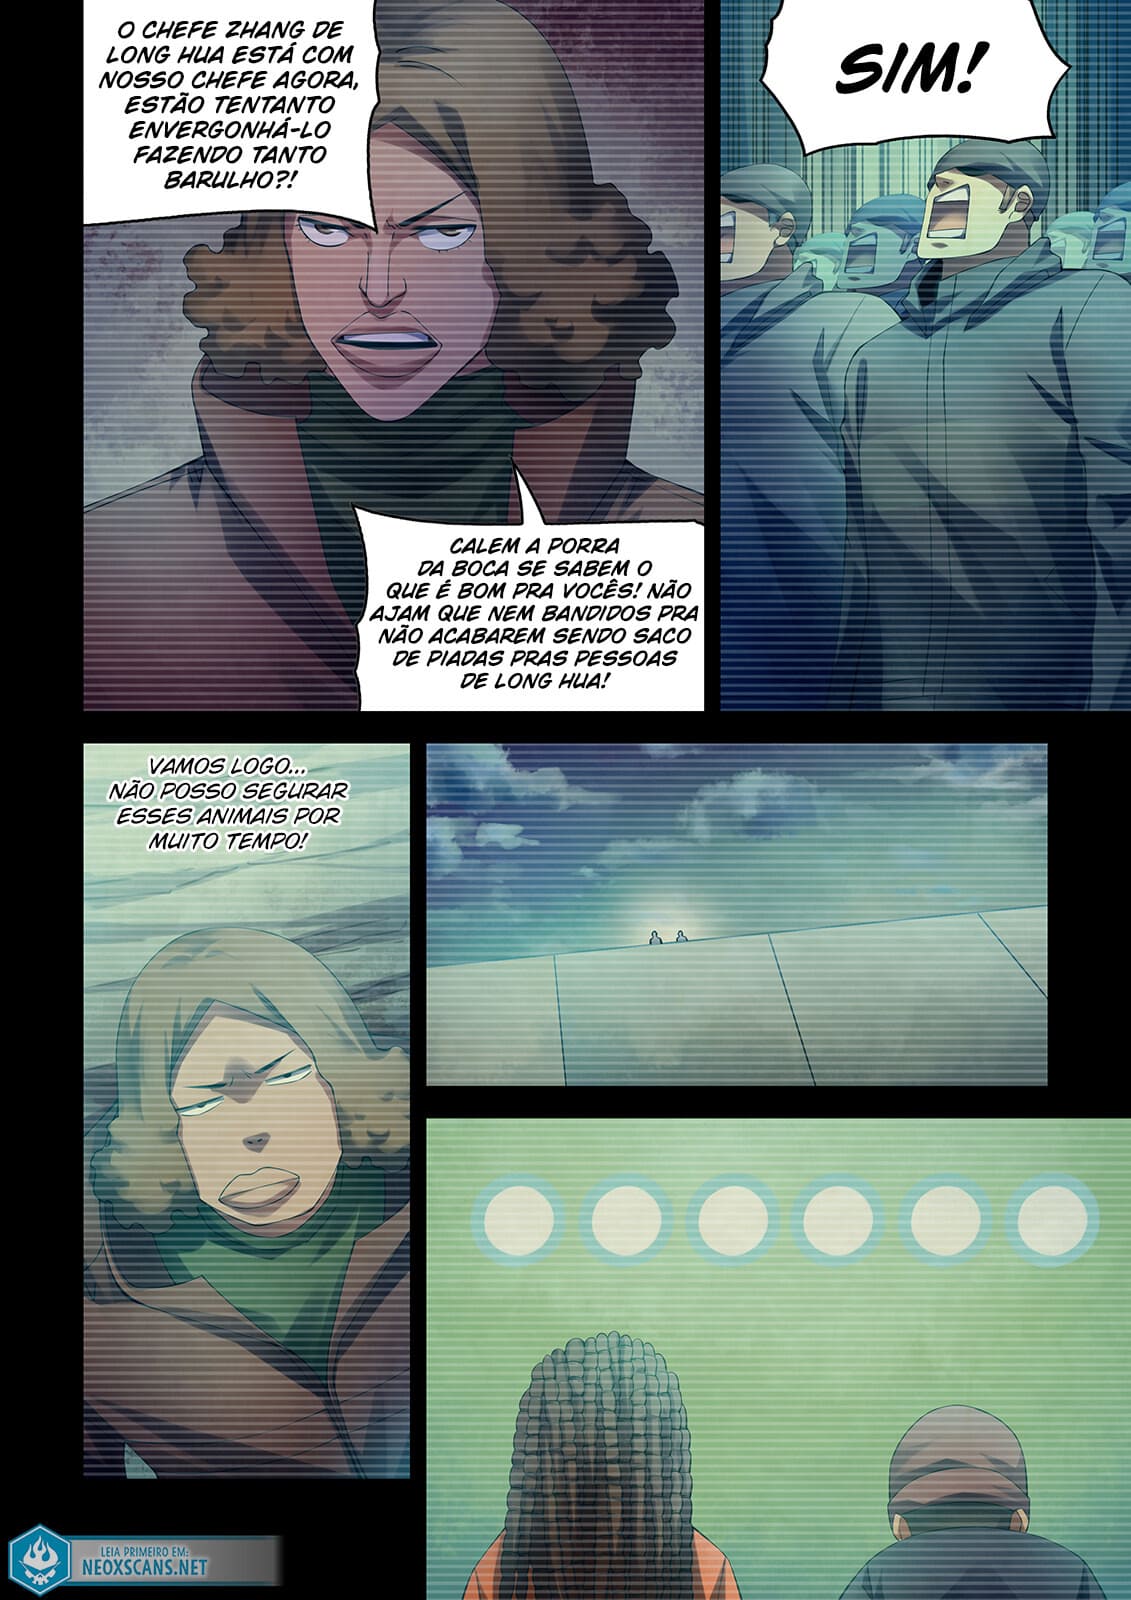 O CHEFE ZHANG DE
LONG HUA ESTÁ COM
NOSSO CHEFE AGORA,
ESTÃO TENTANTO
ENVERGONHÁ-LO
FAZENDO TANTO
BARULHO?!
SIM!
CALEM A PORRA
DA BOCA SE SABEM O
QUE É BOM PRA VOCÊS! NÃO
AJAM QUE NEM BANDIDOS PRA
NÃO ACABAREM SENDO SACO
DE PIADAS PRAS PESSOAS
DE LONG HUA!
VAMOS LOGO...
NÃO POSSO SEGURAR
ESSES ANIMAIS POR
MUITO TEMPO!
LEIA PRIMEIRO EM:
NEOXSCANS.NET